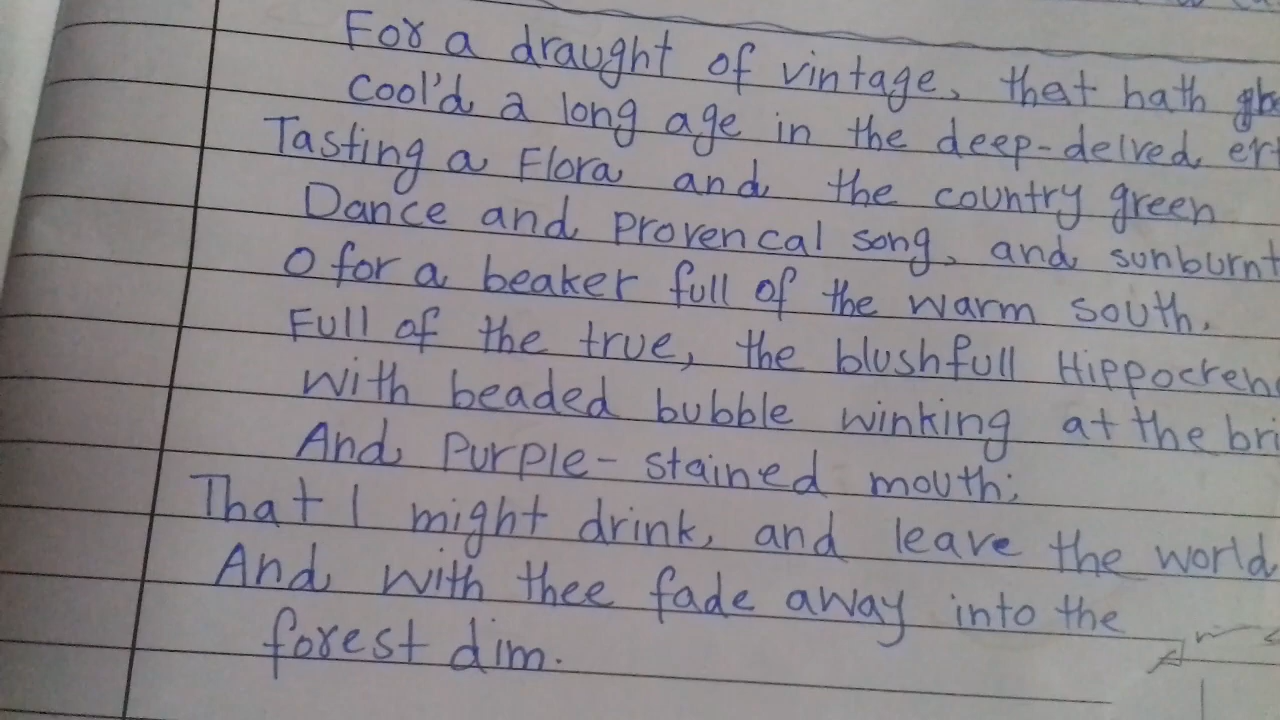 For a draught of vintage, that hath
Cool'd a long age in the deep-delved
Tasting a Flora and the country green
Dance and provencal song, and sunburnt
O for a beaker full of the warm south,
Full of the true, the blushfull Hippocren
With beaded bubble winking at the bri
And purple-stained mouth;
That I might drink, and leave the world
And with thee fade away into the
forest dim.